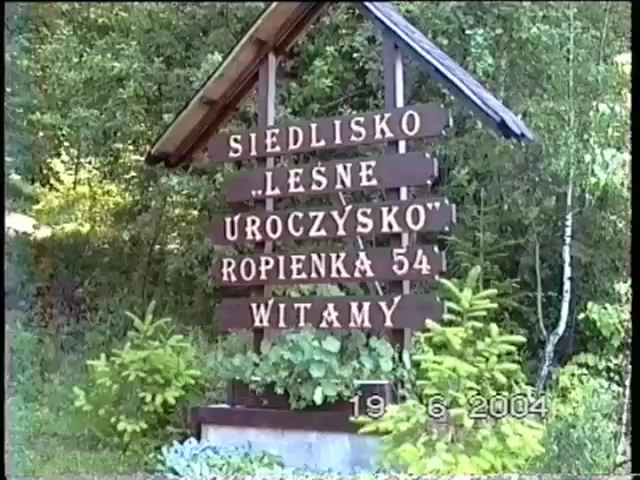 SIEDLISKO
„LEŚNE
UROCZYSKO"
ROPIENKA 54
WITAMY
19 6 2004